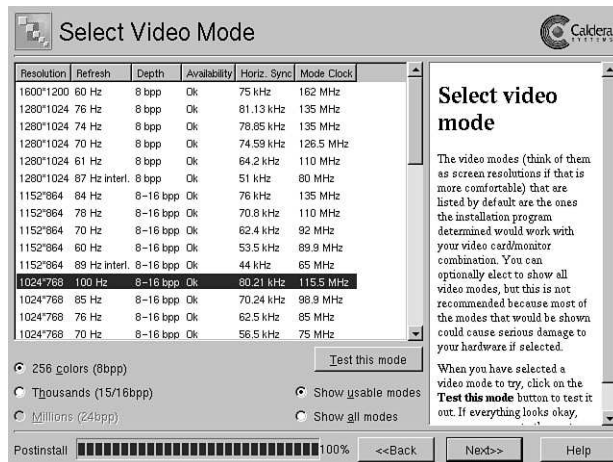 Select Video Mode
Caldera
SYSTEMS
Resolution Refresh Depth Availability Horiz. Sync Mode Clock
1600*1200 60 Hz 8 bpp Ok 75 kHz 162 MHz
1280*1024 76 Hz 8 bpp Ok 81.13 kHz 135 MHz
1280*1024 74 Hz 8 bpp Ok 78.85 kHz 135 MHz
1280*1024 70 Hz 8 bpp Ok 74.59 kHz 126.5 MHz
1280*1024 61 Hz 8 bpp Ok 64.2 kHz 110 MHz
1280*1024 87 Hz interl. 8 bpp Ok 51 kHz 80 MHz
1152*864 84 Hz 8-16 bpp Ok 76 kHz 135 MHz
1152*864 78 Hz 8-16 bpp Ok 70.8 kHz 110 MHz
1152*864 70 Hz 8-16 bpp Ok 62.4 kHz 92 MHz
1152*864 60 Hz 8-16 bpp Ok 53.5 kHz 89.9 MHz
1152*864 89 Hz interl. 8-16 bpp Ok 44 kHz 65 MHz
1024*768 100 Hz 8-16 bpp Ok 80.21 kHz 115.5 MHz
1024*768 85 Hz 8-16 bpp Ok 70.24 kHz 98.9 MHz
1024*768 76 Hz 8-16 bpp Ok 62.5 kHz 85 MHz
1024*768 70 Hz 8-16 bpp Ok 56.5 kHz 75 MHz
Test this mode
256 colors (8bpp)
Thousands (15/16bpp)
Millions (24bpp)
Show usable modes
Show all modes
Select video
mode
The video modes (think of them
as screen resolutions if that is
more comfortable) that are
listed by default are the ones
the installation program
determined would work with
your video card/monitor
combination. You can
optionally elect to show all
video modes, but this is not
recommended because most of
the modes that would be shown
could cause serious damage to
your hardware if selected.
When you have selected a
video mode to try, click on the
Test this mode button to test it
out. If everything looks okay,
Postinstall 100% <<Back Next>> Help